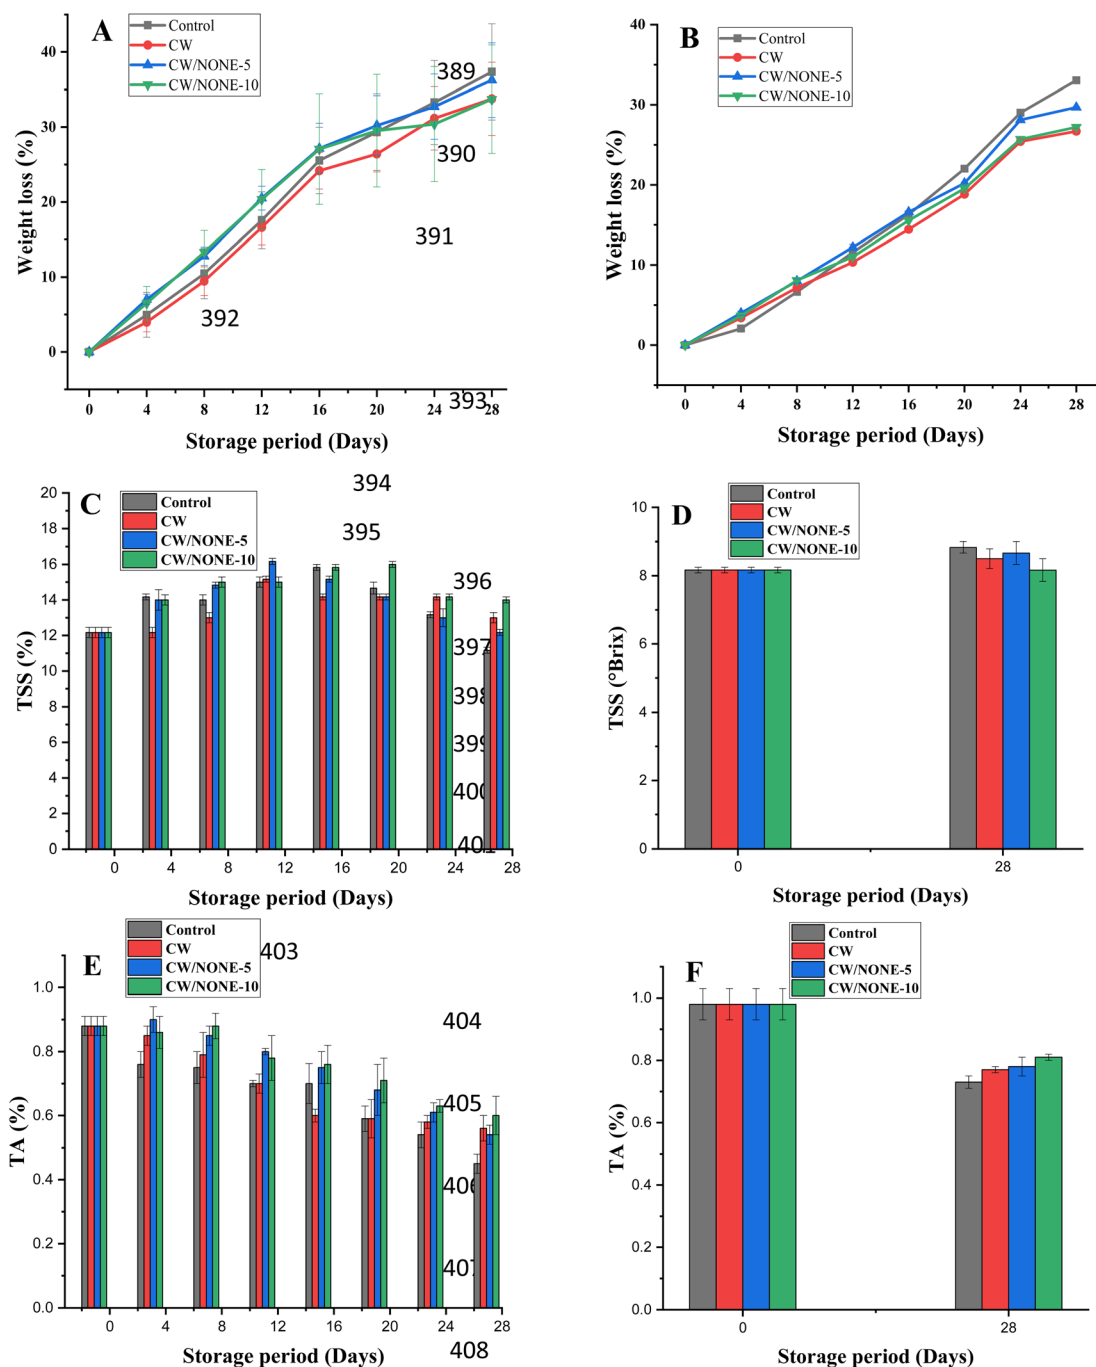 A
Control
CW
CW/NONE-5
CW/NONE-10
389
390
391
392
393
Weight loss (%)
40
30
20
10
0
0 4 8 12 16 20 24 28
Storage period (Days)
B
Control
CW
CW/NONE-5
CW/NONE-10
Weight loss (%)
40
30
20
10
0
0 4 8 12 16 20 24 28
Storage period (Days)
394
395
396
397
398
399
400
401
C
Control
CW
CW/NONE-5
CW/NONE-10
TSS (%)
20
18
16
14
12
10
8
6
4
2
0
0 4 8 12 16 20 24 28
Storage period (Days)
D
Control
CW
CW/NONE-5
CW/NONE-10
TSS (°Brix)
10
8
6
4
2
0
0 28
Storage period (Days)
E
Control
CW
CW/NONE-5
CW/NONE-10
403
404
405
406
407
408
TA (%)
1.0
0.8
0.6
0.4
0.2
0.0
0 4 8 12 16 20 24 28
Storage period (Days)
F
Control
CW
CW/NONE-5
CW/NONE-10
TA (%)
1.0
0.8
0.6
0.4
0.2
0.0
0 28
Storage period (Days)